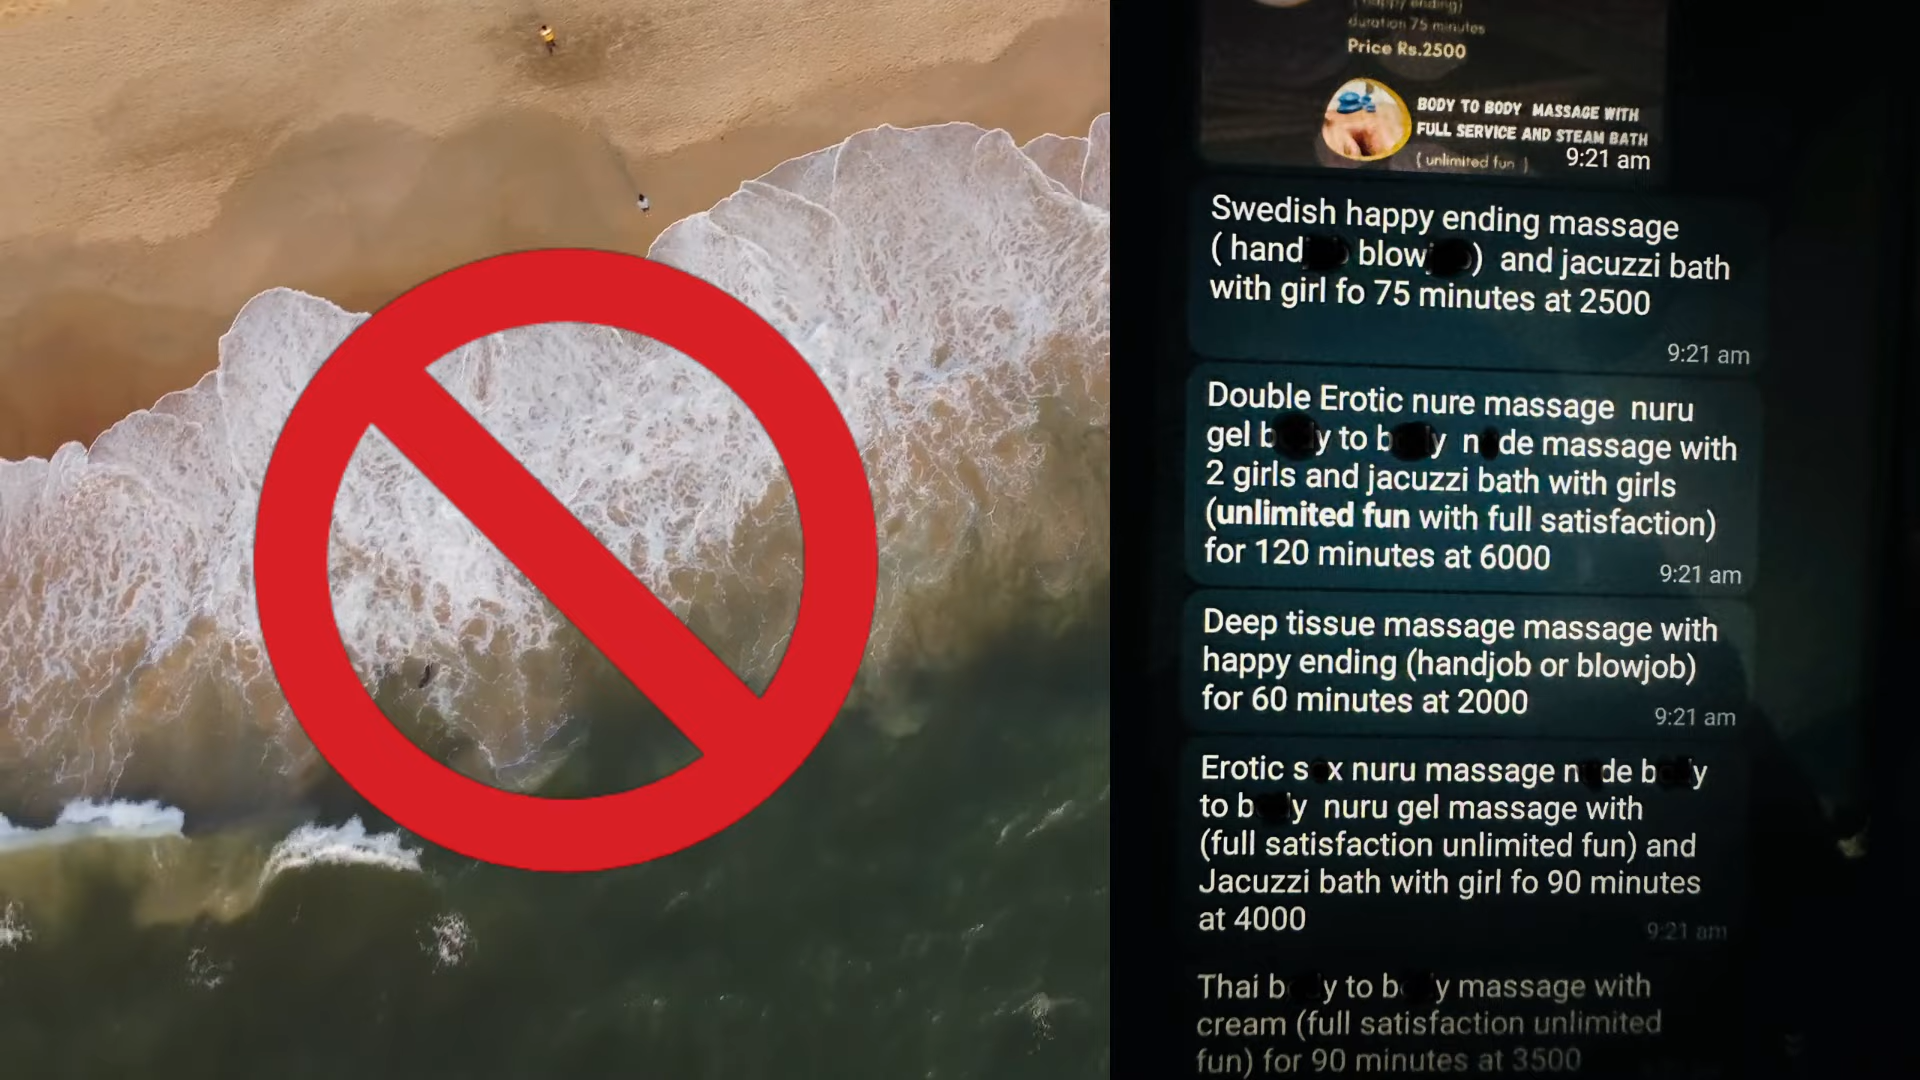 ( happy ending)
duration 75 minutes
Price Rs.2500
BODY TO BODY MASSAGE WITH
FULL SERVICE AND STEAM BATH
( unlimited fun )
9:21 am
Swedish happy ending massage
( hand blow ) and jacuzzi bath
with girl fo 75 minutes at 2500
9:21 am
Double Erotic nure massage nuru
gel b y to b y n de massage with
2 girls and jacuzzi bath with girls
(unlimited fun with full satisfaction)
for 120 minutes at 6000
9:21 am
Deep tissue massage massage with
happy ending (handjob or blowjob)
for 60 minutes at 2000
9:21 am
Erotic s x nuru massage n de b y
to b y nuru gel massage with
(full satisfaction unlimited fun) and
Jacuzzi bath with girl fo 90 minutes
at 4000
9:21 am
Thai b y to b y massage with
cream (full satisfaction unlimited
fun) for 90 minutes at 3500